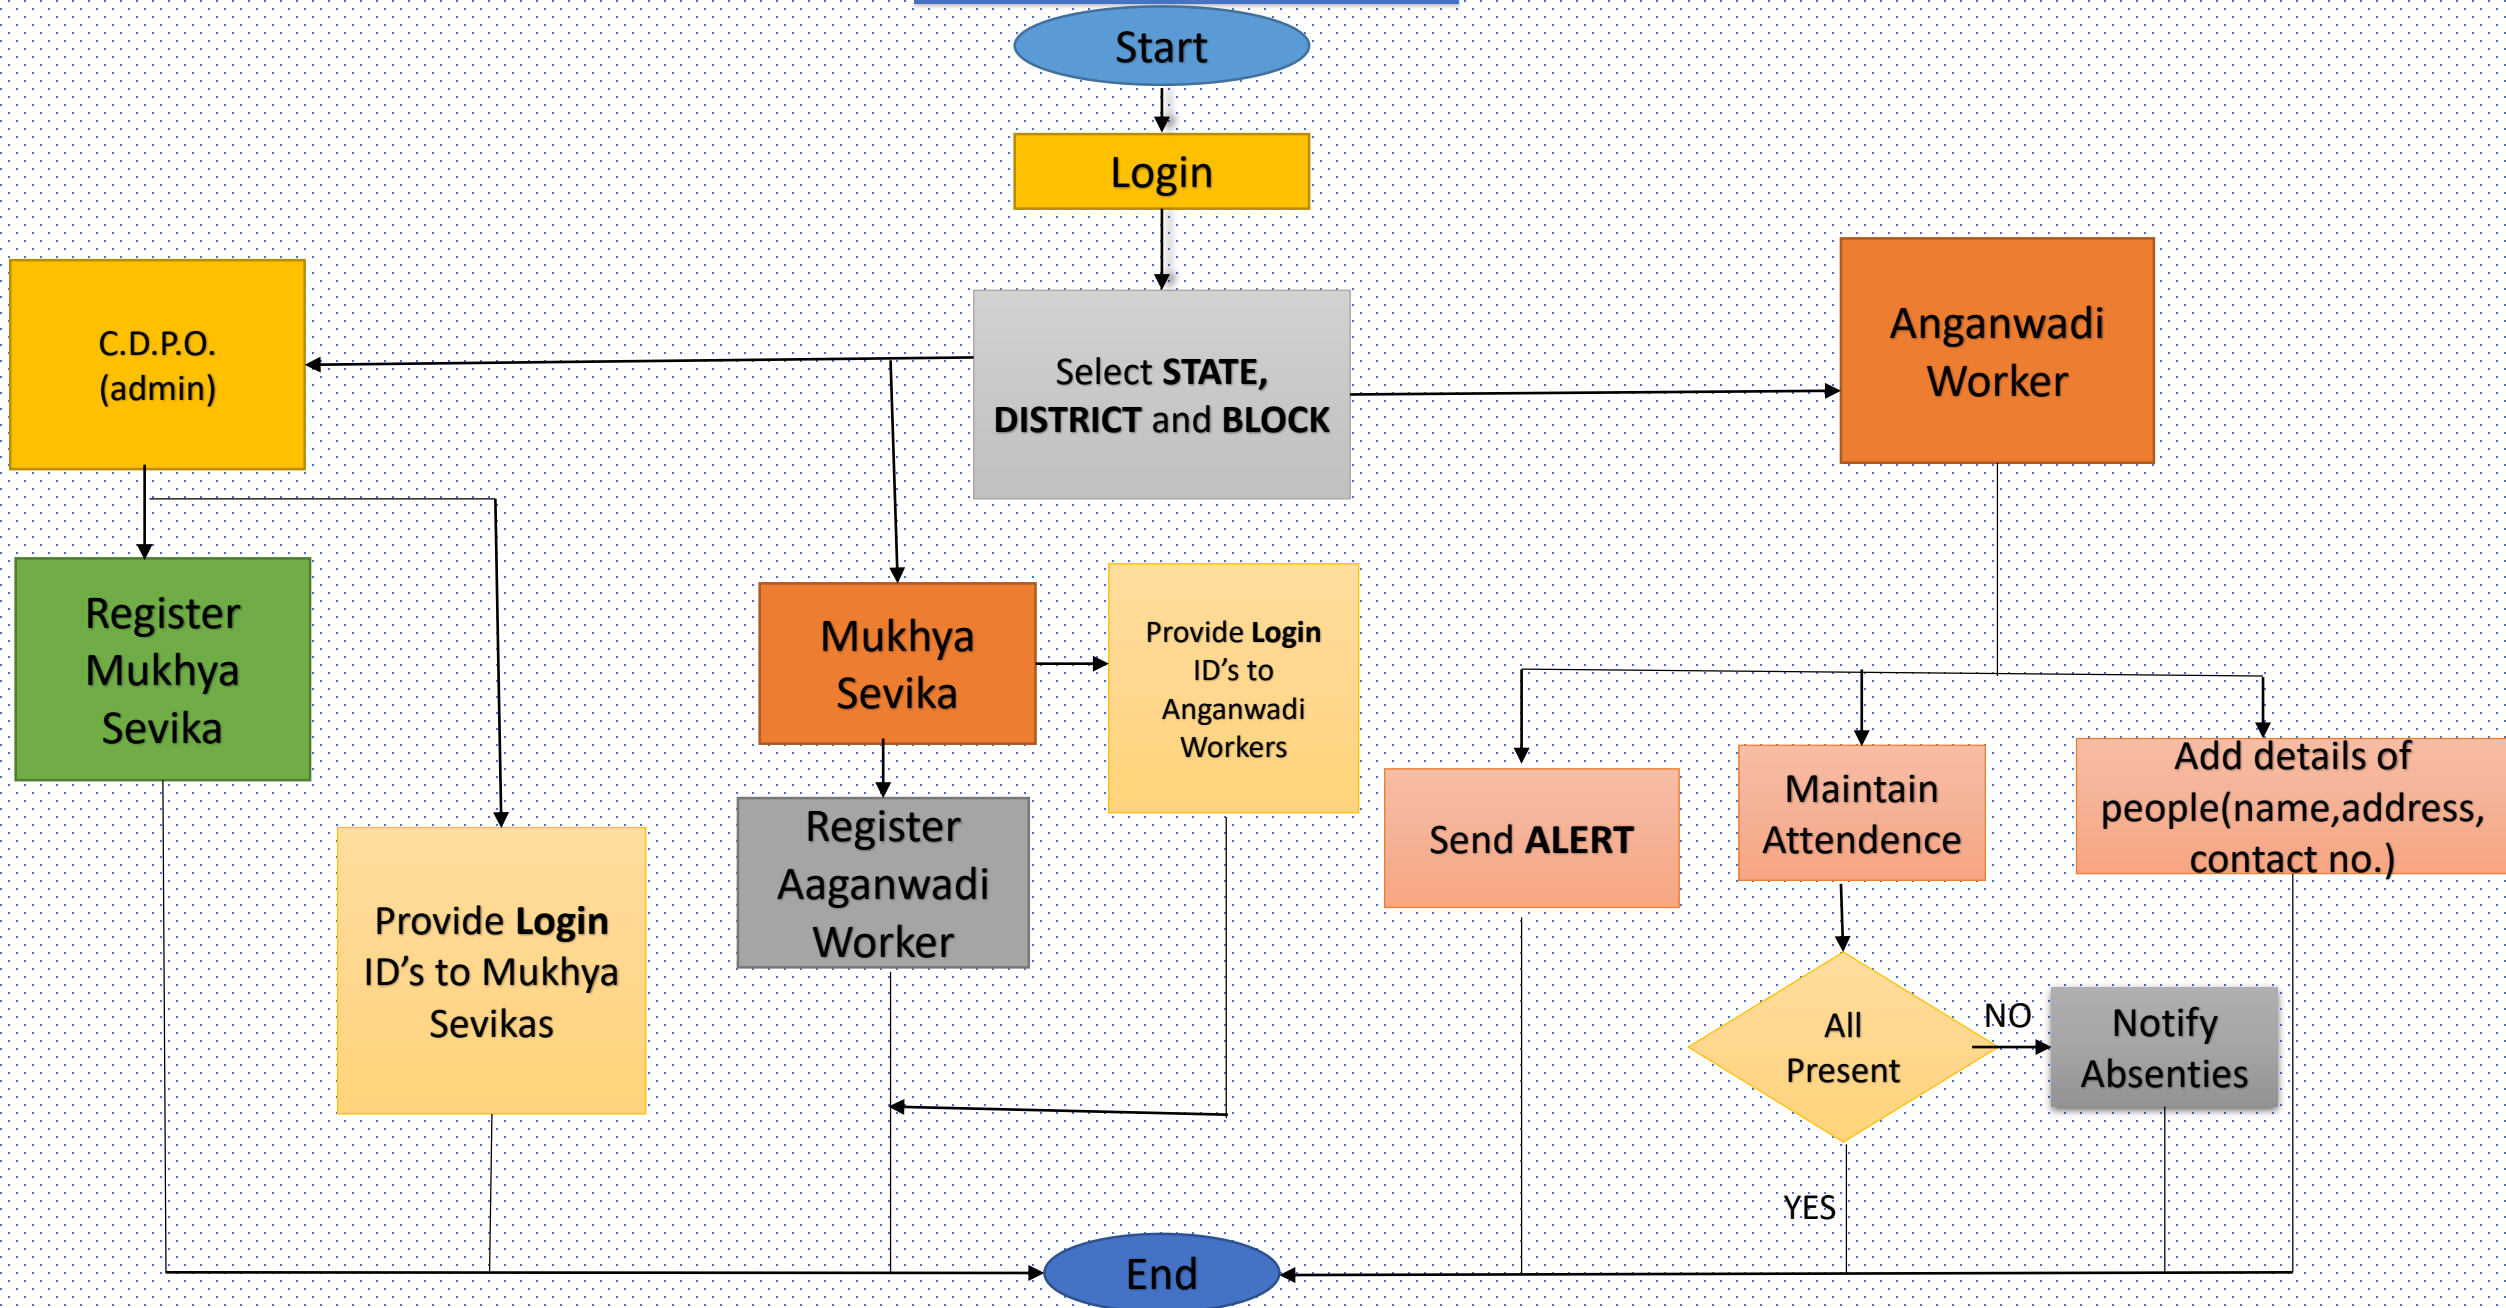 Start
Login
C.D.P.O.
(admin)
Select STATE,
DISTRICT and BLOCK
Anganwadi
Worker
Register
Mukhya
Sevika
Mukhya
Sevika
Provide Login
ID’s to
Anganwadi
Workers
Provide Login
ID’s to Mukhya
Sevikas
Register
Aaganwadi
Worker
Send ALERT
Maintain
Attendence
Add details of
people(name,address,
contact no.)
All
Present
NO
Notify
Absenties
YES
End